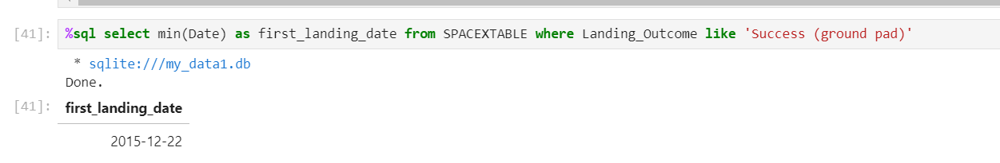 [41]: %sql select min(Date) as first_landing_date from SPACEXTABLE where Landing_Outcome like 'Success (ground pad)'
* sqlite:///my_data1.db
Done.
[41]: first_landing_date
2015-12-22